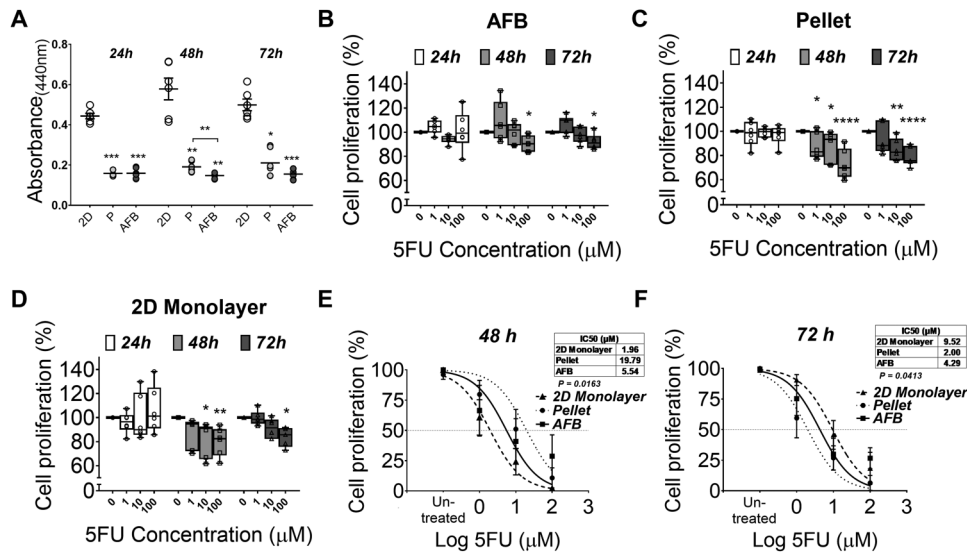 A
24h 48h 72h
Absorbance(440nm)
0.8
0.6
0.4
0.2
0.0
*** *** ** ** ** * ***
2D P AFB 2D P AFB 2D P AFB
B
AFB
24h 48h 72h
Cell proliferation (%)
140
120
100
80
60
0
* *
0 1 10 100 0 1 10 100 0 1 10 100
5FU Concentration (μM)
C
Pellet
24h 48h 72h
Cell proliferation (%)
140
120
100
80
60
0
* * **** ** ****
0 1 10 100 0 1 10 100 0 1 10 100
5FU Concentration (μM)
D
2D Monolayer
24h 48h 72h
Cell proliferation (%)
140
120
100
80
60
0
* ** *
0 1 10 100 0 1 10 100 0 1 10 100
5FU Concentration (μM)
E
48 h
IC50 (μM)
2D Monolayer 1.96
Pellet 19.79
AFB 5.54
P = 0.0163
2D Monolayer
Pellet
AFB
Cell proliferation (%)
100
75
50
25
0
Un-
treated
0 1 2 3
Log 5FU (μM)
F
72 h
IC50 (μM)
2D Monolayer 9.52
Pellet 2.00
AFB 4.29
P = 0.0413
2D Monolayer
Pellet
AFB
Cell proliferation (%)
100
75
50
25
0
Un-
treated
0 1 2 3
Log 5FU (μM)